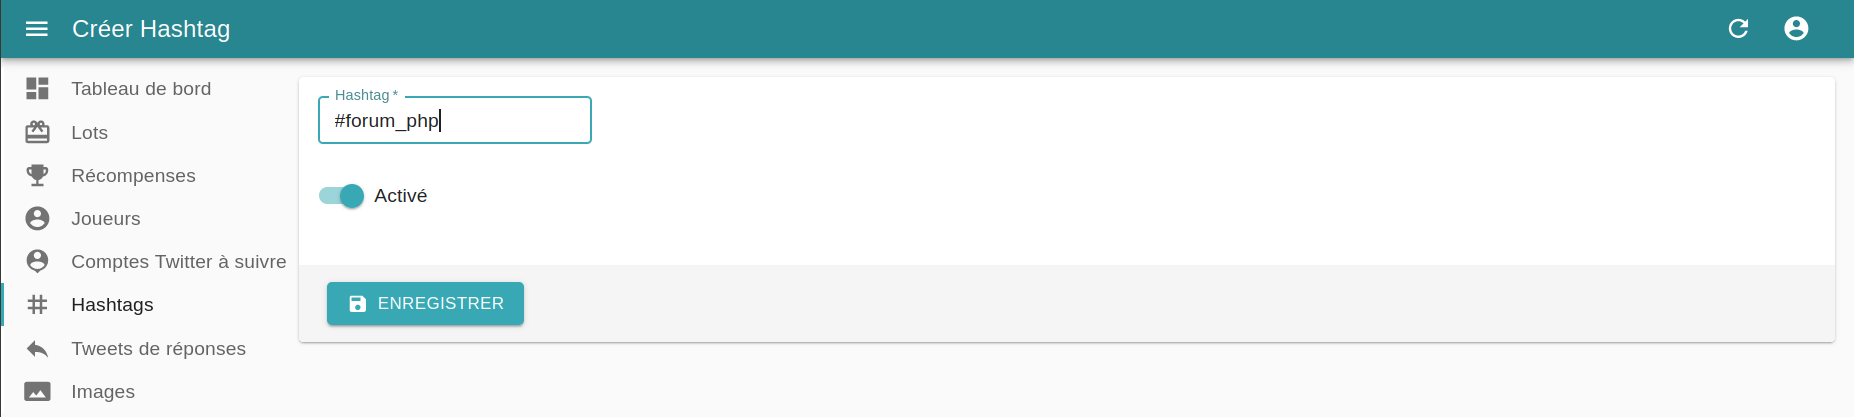 Créer Hashtag
Tableau de bord
Lots
Récompenses
Joueurs
Comptes Twitter à suivre
Hashtags
Tweets de réponses
Images
Hashtag *
#forum_php
Activé
ENREGISTRER